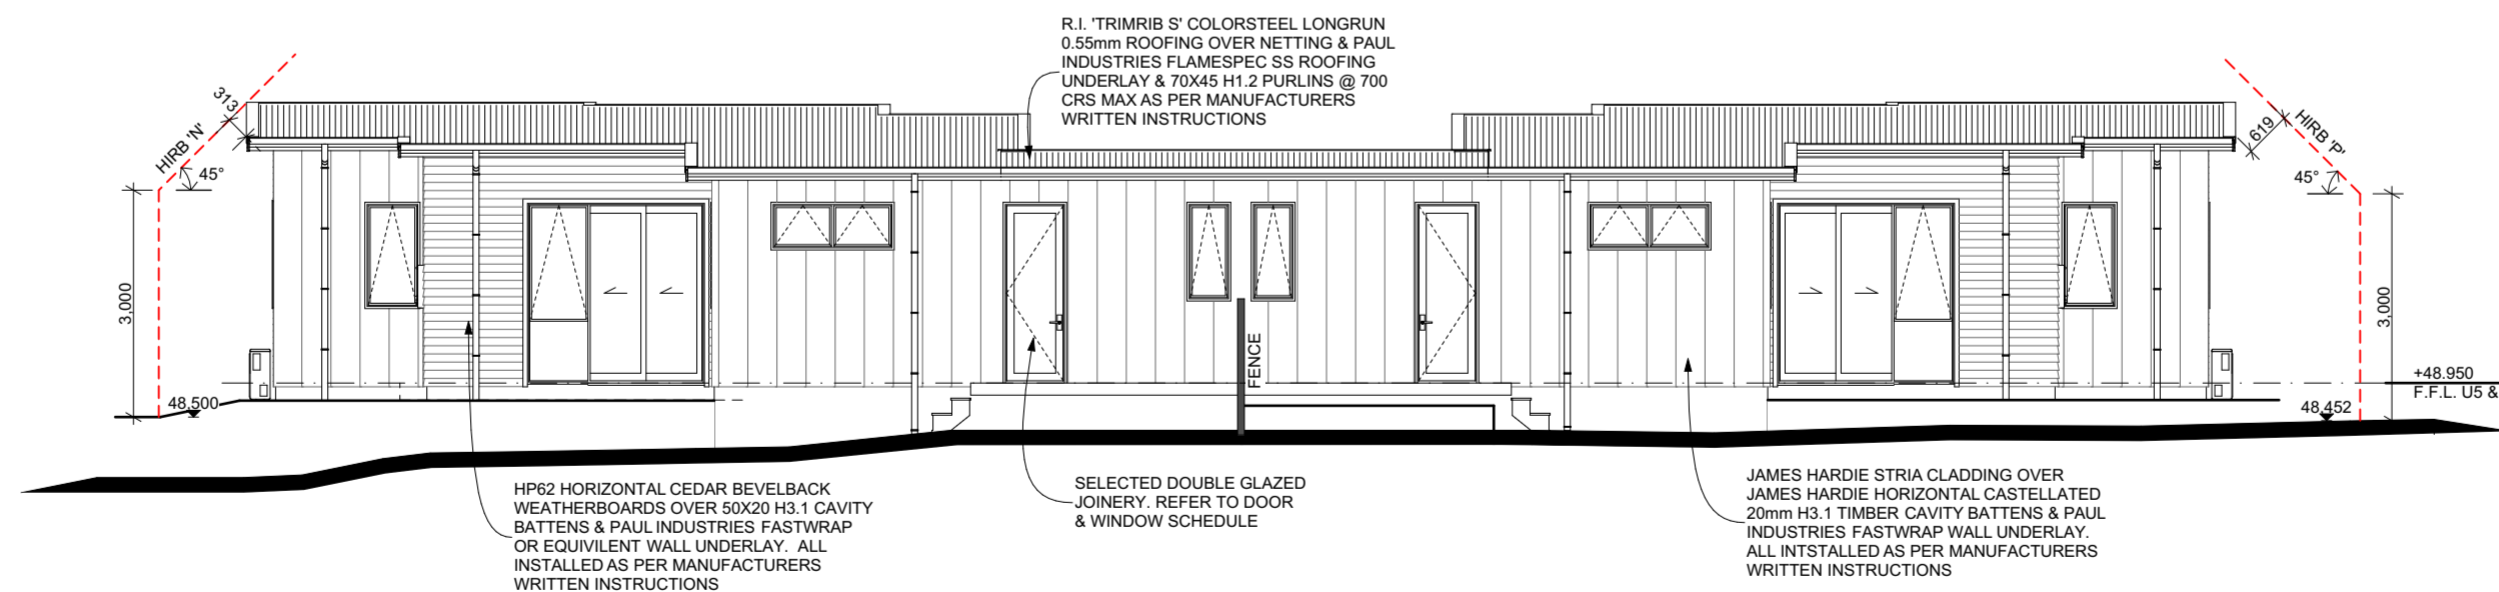 R.I. 'TRIMRIB S' COLORSTEEL LONGRUN
0.55mm ROOFING OVER NETTING & PAUL
INDUSTRIES FLAMESPEC SS ROOFING
UNDERLAY & 70X45 H1.2 PURLINS @ 700
CRS MAX AS PER MANUFACTURERS
WRITTEN INSTRUCTIONS
313
HIRB 'N'
45°
3,000
48,500
619
HIRB 'P'
45°
3,000
+48.950
F.F.L. U5 &
48,452
FENCE
HP62 HORIZONTAL CEDAR BEVELBACK
WEATHERBOARDS OVER 50X20 H3.1 CAVITY
BATTENS & PAUL INDUSTRIES FASTWRAP
OR EQUIVILENT WALL UNDERLAY. ALL
INSTALLED AS PER MANUFACTURERS
WRITTEN INSTRUCTIONS
SELECTED DOUBLE GLAZED
JOINERY. REFER TO DOOR
& WINDOW SCHEDULE
JAMES HARDIE STRIA CLADDING OVER
JAMES HARDIE HORIZONTAL CASTELLATED
20mm H3.1 TIMBER CAVITY BATTENS & PAUL
INDUSTRIES FASTWRAP WALL UNDERLAY.
ALL INTSTALLED AS PER MANUFACTURERS
WRITTEN INSTRUCTIONS